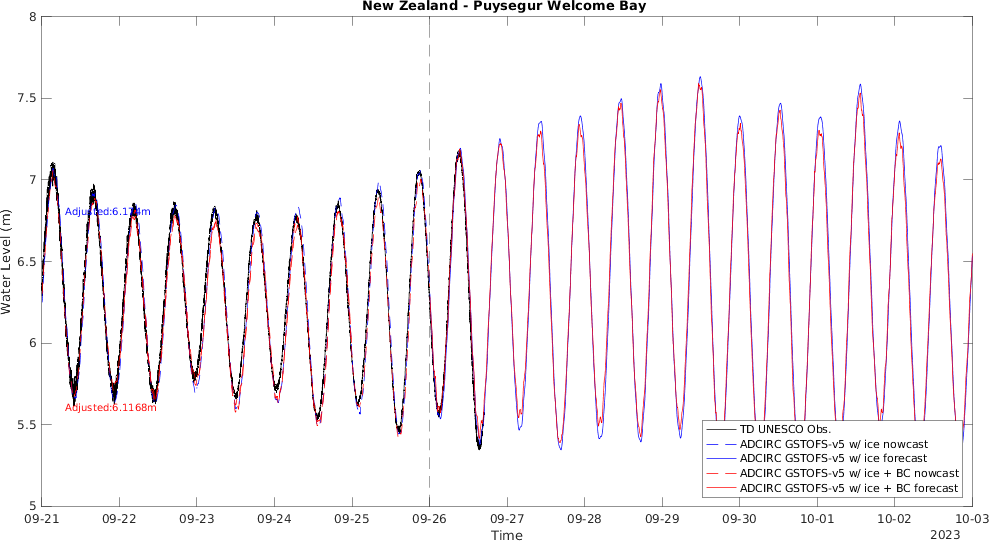 New Zealand - Puysegur Welcome Bay
8
7.5
7
6.5
6
5.5
5
Water Level (m)
Adjusted:6.114m
Adjusted:6.1168m
TD UNESCO Obs.
ADCIRC GSTOFS-v5 w/ ice nowcast
ADCIRC GSTOFS-v5 w/ ice forecast
ADCIRC GSTOFS-v5 w/ ice + BC nowcast
ADCIRC GSTOFS-v5 w/ ice + BC forecast
09-21 09-22 09-23 09-24 09-25 09-26 09-27 09-28 09-29 09-30 10-01 10-02 10-03
Time
2023